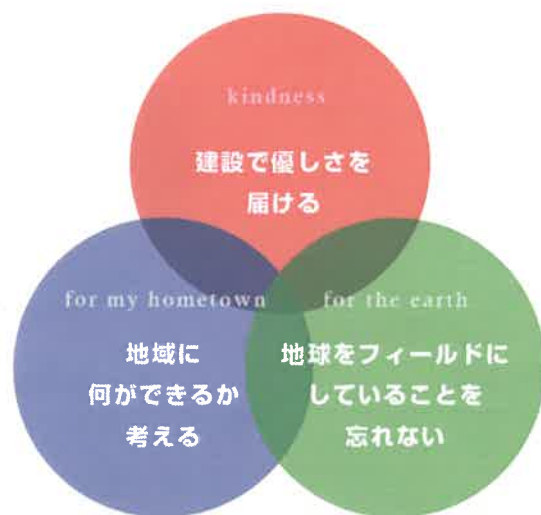 kindness
建設で優しさを
届ける
for my hometown
地域に
何ができるか
考える
for the earth
地球をフィールドに
していることを
忘れない